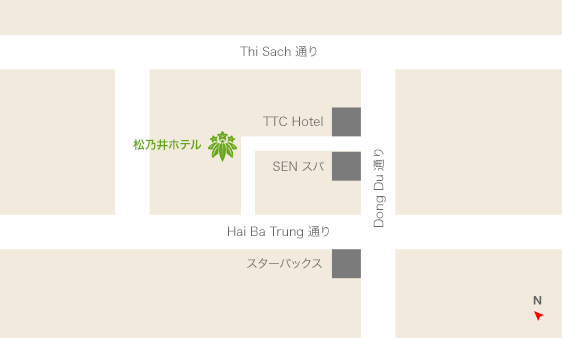 Thi Sach 通り
TTC Hotel
松乃井ホテル
SEN スパ
Dong Du 通り
Hai Ba Trung 通り
スターバックス
N